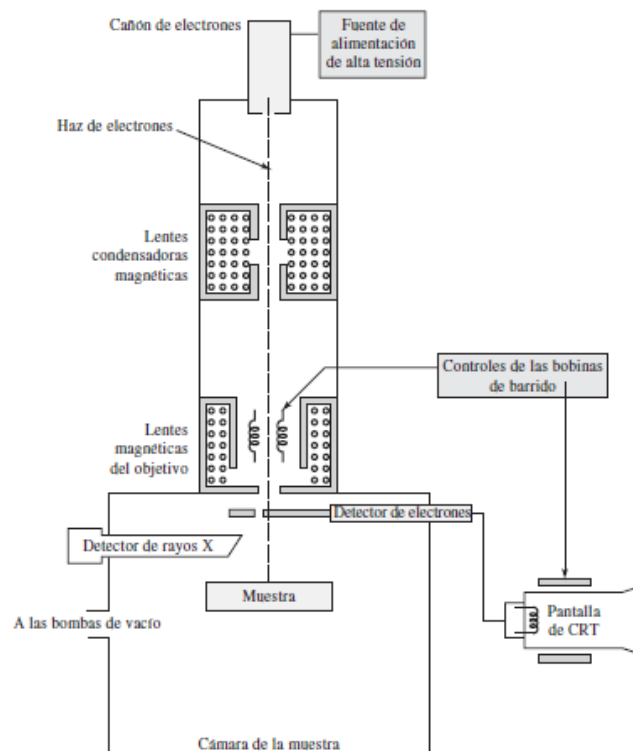 Cañón de electrones
Fuente de
alimentación
de alta tensión
Haz de electrones
Lentes
condensadoras
magnéticas
Controles de las bobinas
de barrido
Lentes
magnéticas
del objetivo
Detector de electrones
Detector de rayos X
Muestra
A las bombas de vacío
Pantalla
de CRT
Cámara de la muestra